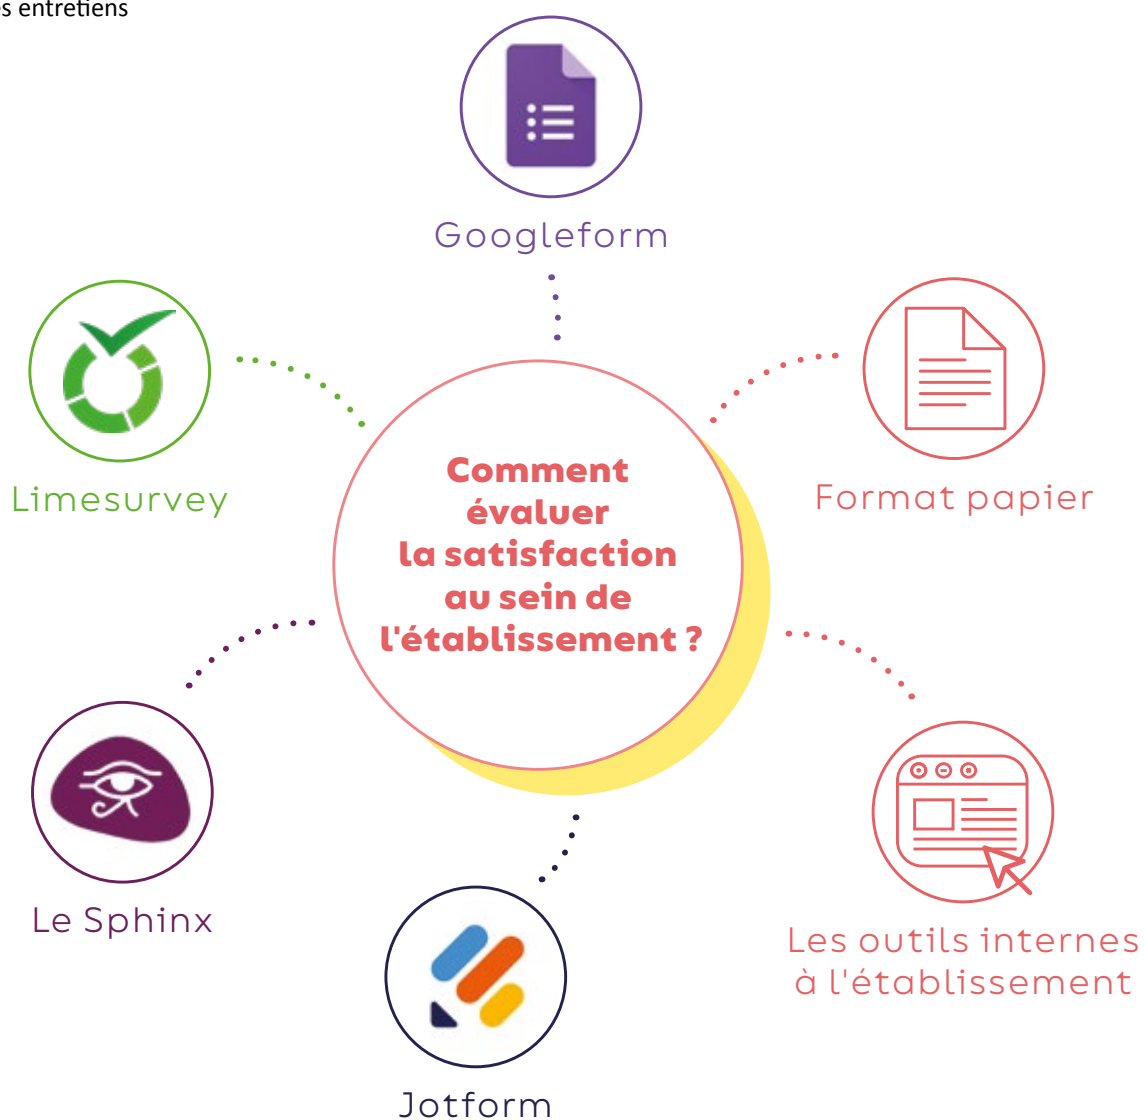 entretiens
Googleform
Limesurvey
Format papier
Comment
évaluer
la satisfaction
au sein de
l'établissement ?
Le Sphinx
Les outils internes
à l'établissement
Jotform